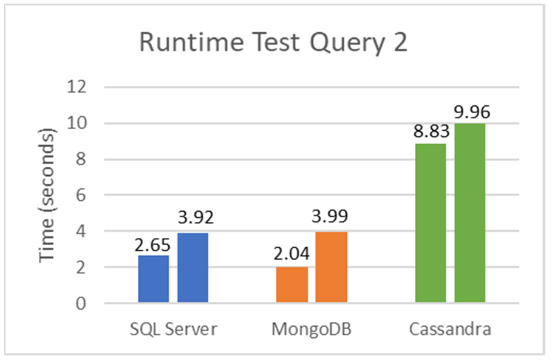 Runtime Test Query 2
Time (seconds)
12
10
8
6
4
2
0
2.65
3.92
2.04
3.99
8.83
9.96
SQL Server
MongoDB
Cassandra